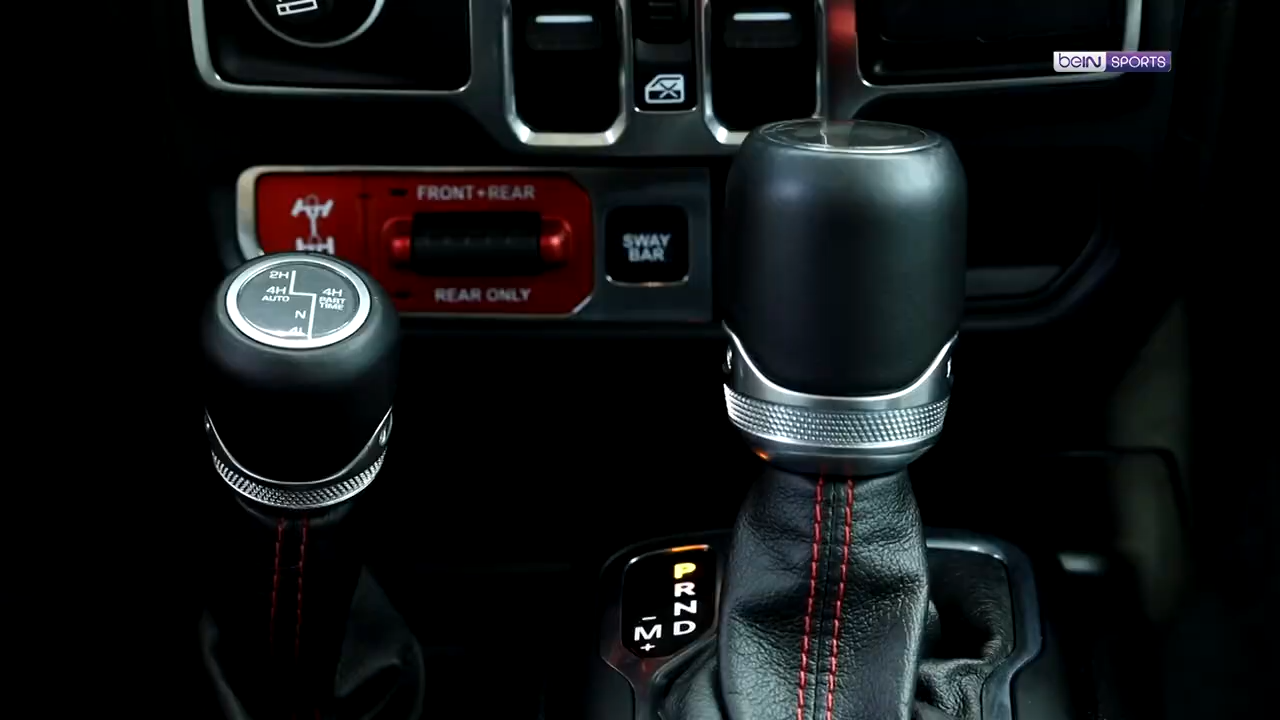 beIN SPORTS
FRONT+REAR
SWAY
BAR
REAR ONLY
2H
4H
AUTO
4H
PART
TIME
N
4L
P
R
N
D
M